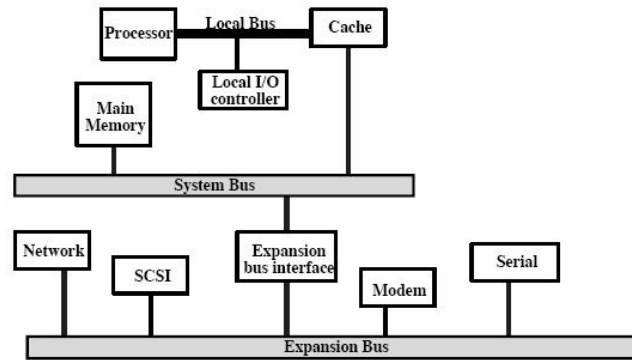 Local Bus
Processor
Cache
Local I/O
controller
Main
Memory
System Bus
Network
SCSI
Expansion
bus interface
Modem
Serial
Expansion Bus